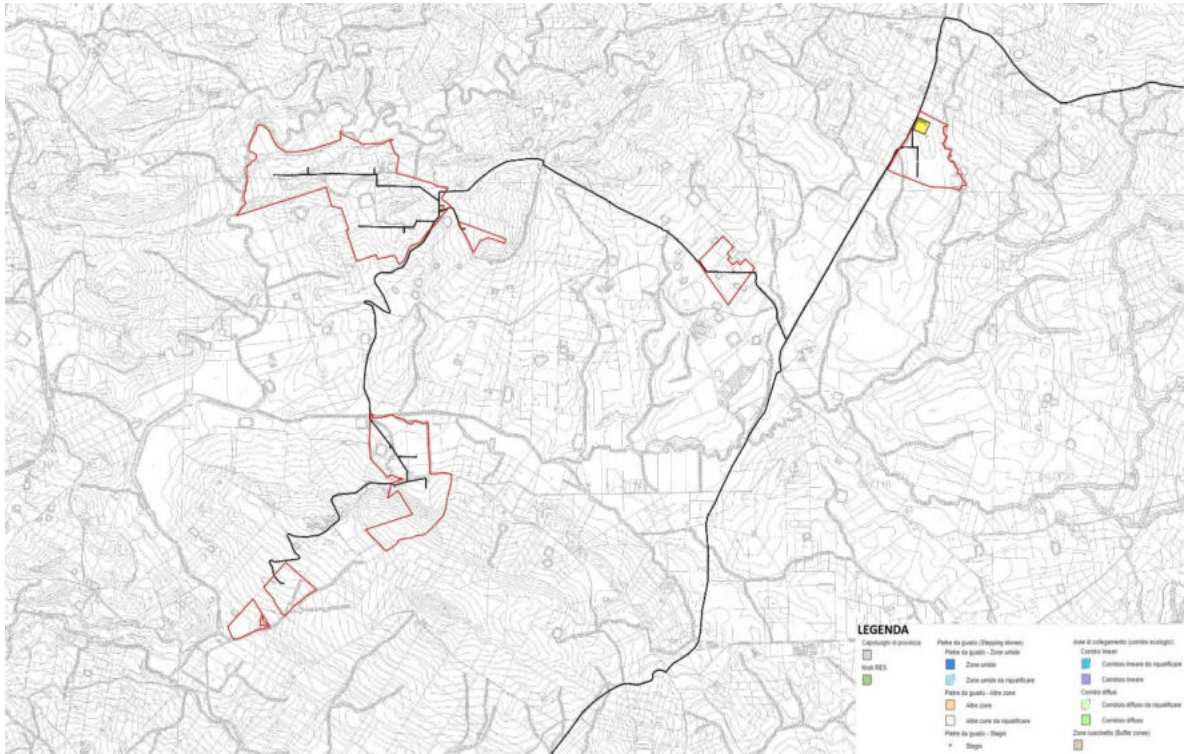 LEGENDA
Capoluoghi di provincia
Nodi RES
Pietre da guado (Stepping stones)
Pietre da guado - Zone umide
Zone umide
Zone umide da riqualificare
Pietre da guado - Altre zone
Altre zone
Altre zone da riqualificare
Pietre da guado - Stagni
Stagni
Aree di collegamento (corridoi ecologici)
Corridoi lineari
Corridoio lineare da riqualificare
Corridoio lineare
Corridoi diffusi
Corridoio diffuso da riqualificare
Corridoio diffuso
Zone cuscinetto (Buffer zones)